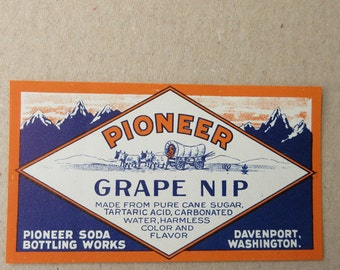 PIONEER
GRAPE NIP
MADE FROM PURE CANE SUGAR,
TARTARIC ACID, CARBONATED
WATER, HARMLESS
COLOR AND
FLAVOR
PIONEER SODA
BOTTLING WORKS
DAVENPORT,
WASHINGTON.